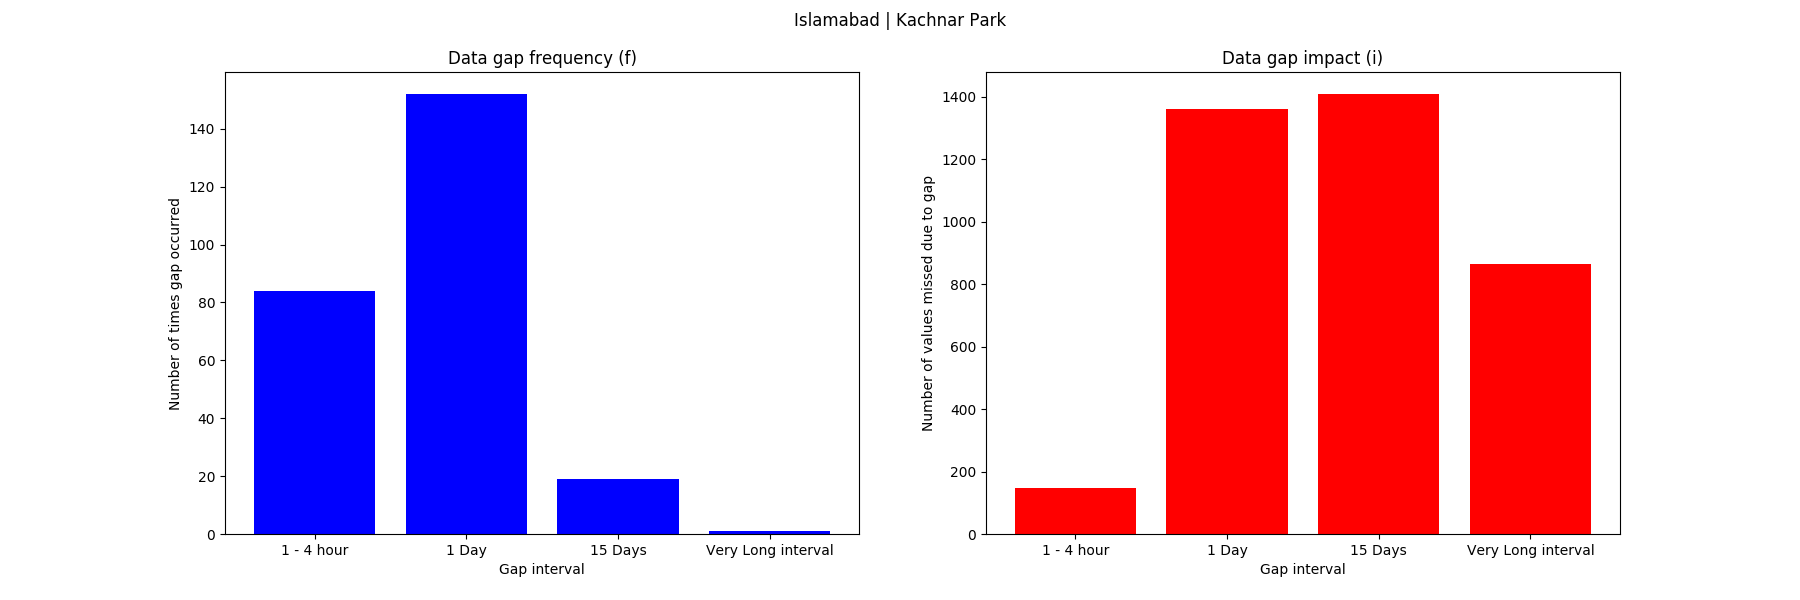 Islamabad | Kachnar Park
Data gap frequency (f)
Number of times gap occurred
140
120
100
80
60
40
20
0
1 - 4 hour
1 Day
15 Days
Very Long interval
Gap interval
Data gap impact (i)
Number of values missed due to gap
1400
1200
1000
800
600
400
200
0
1 - 4 hour
1 Day
15 Days
Very Long interval
Gap interval